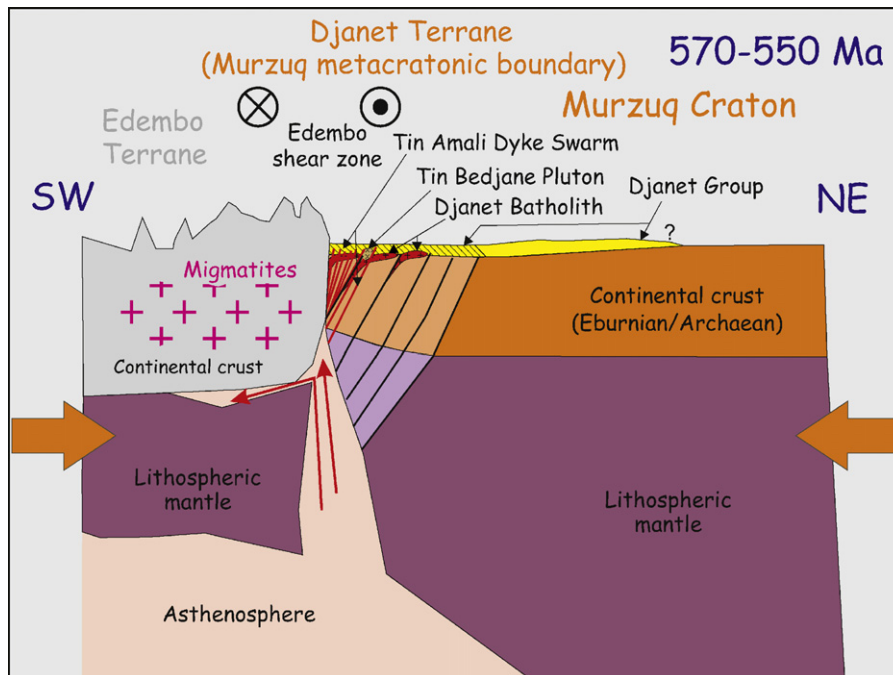 Djanet Terrane
(Murzuq metacratonic boundary)
570-550 Ma
Murzuq Craton
Edembo
Terrane
Edembo
shear zone
Tin Amali Dyke Swarm
Tin Bedjane Pluton
Djanet Batholith
Djanet Group
SW
NE
?
Migmatites
Continental crust
Continental crust
(Eburnian/Archaean)
Lithospheric
mantle
Lithospheric
mantle
Asthenosphere